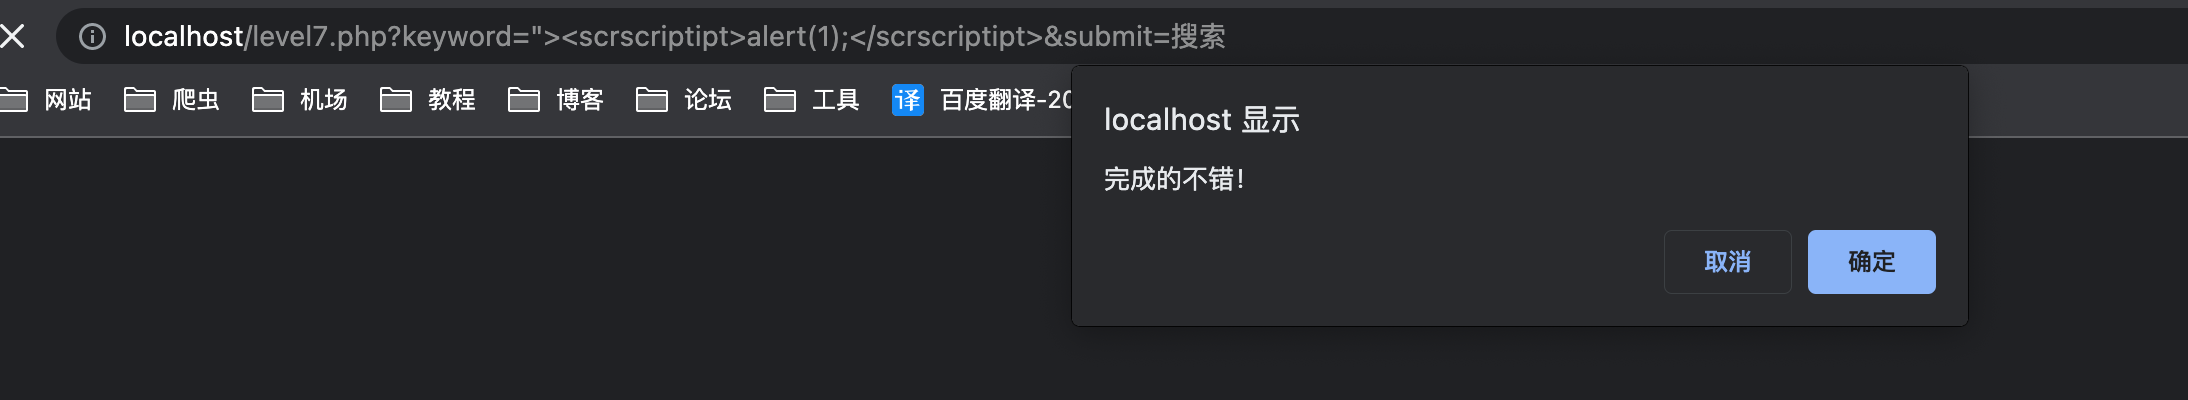 localhost/level7.php?keyword="><scrscriptipt>alert(1);</scrscriptipt>&submit=搜索
网站 爬虫 机场 教程 博客 论坛 工具 译 百度翻译-20
localhost 显示
完成的不错！
取消 确定